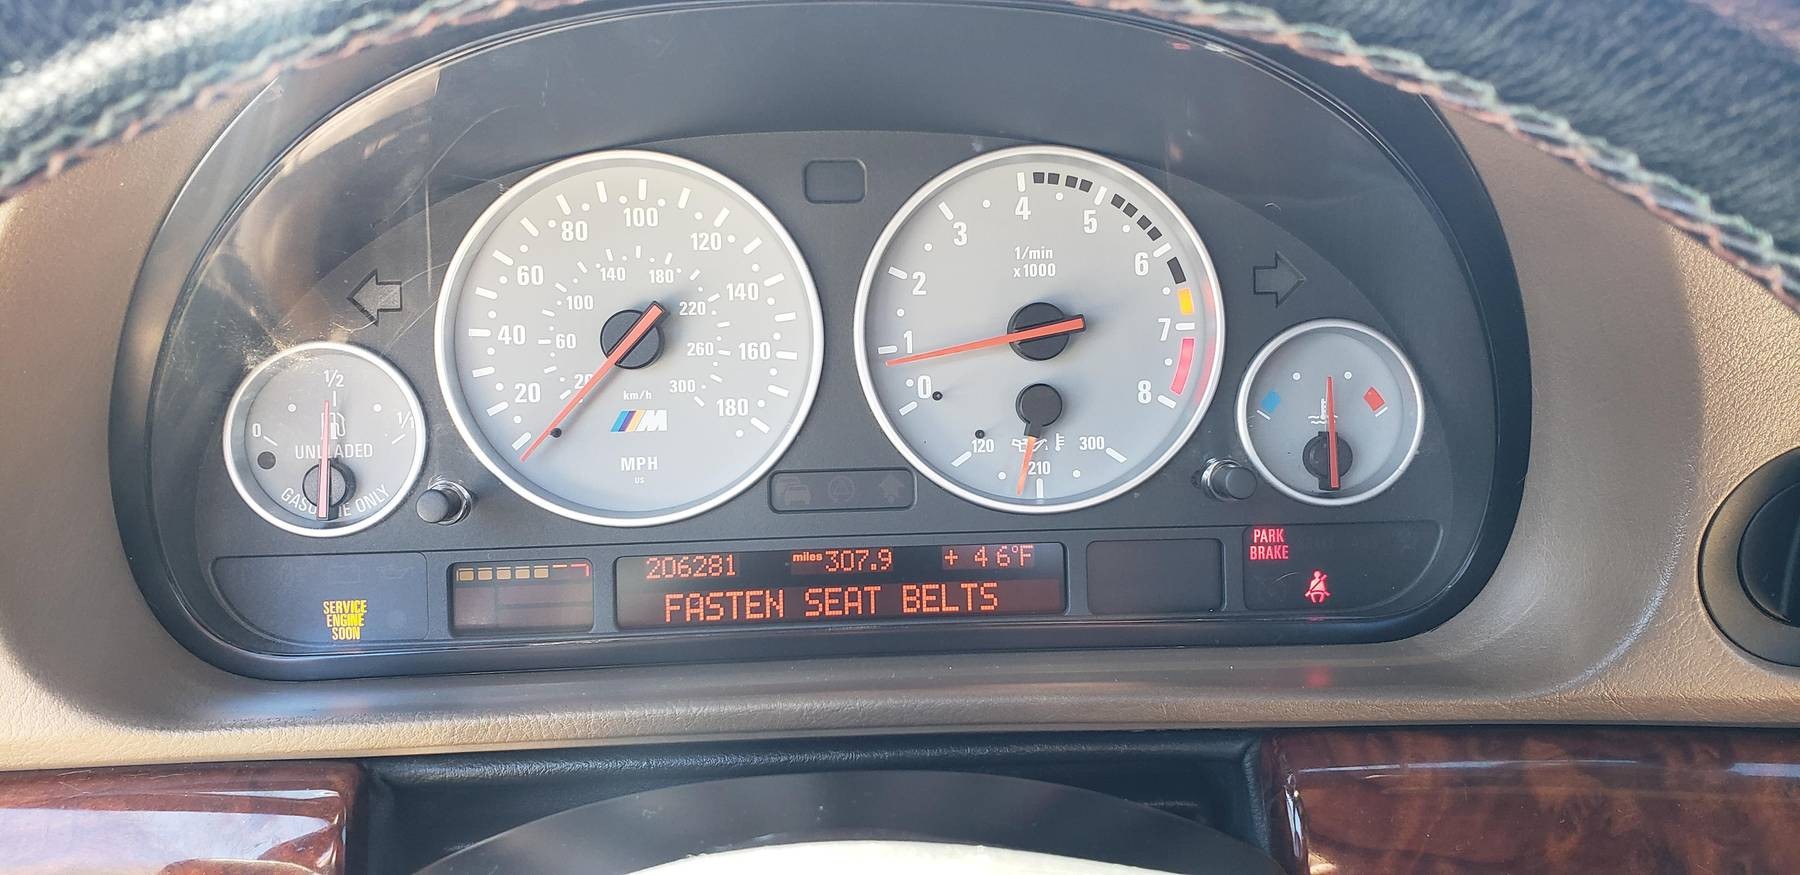 0
1/2
1/1
UNLEADED
GASOLINE ONLY
20
40
60
80
100
120
140
160
180
20
60
100
140
180
220
260
300
km/h
M
MPH
US
0
1
2
3
4
5
6
7
8
1/min
x1000
120
210
300
SERVICE
ENGINE
SOON
206281 miles 307.9 + 46°F
FASTEN SEAT BELTS
PARK
BRAKE